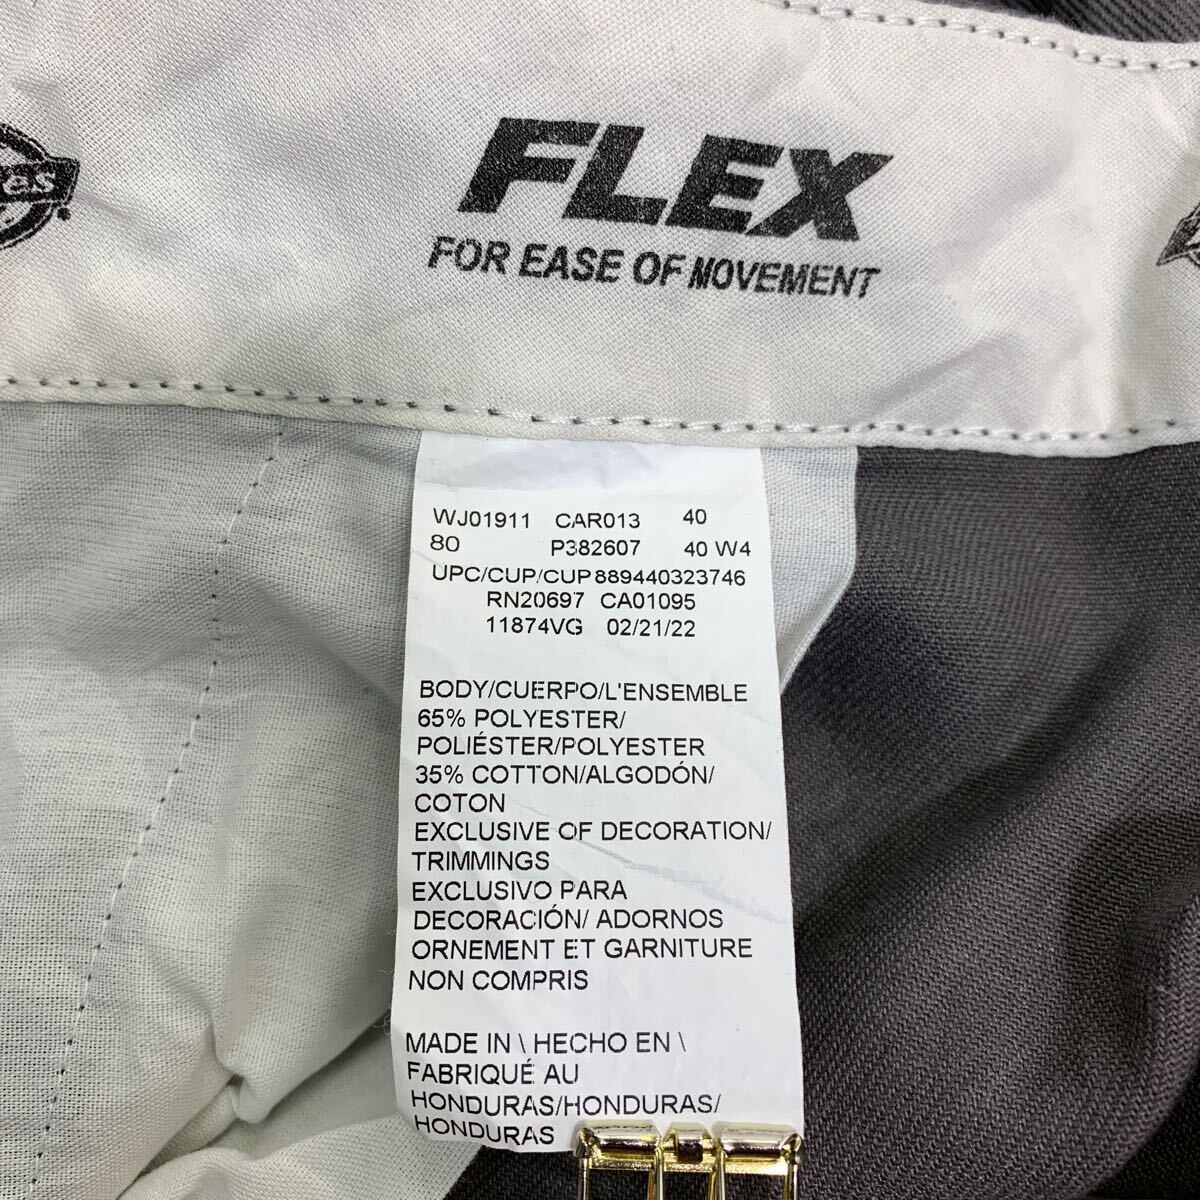 FLEX
FOR EASE OF MOVEMENT
WJ01911 CAR013 40
80 P382607 40 W4
UPC/CUP/CUP 889440323746
RN20697 CA01095
11874VG 02/21/22
BODY/CUERPO/L'ENSEMBLE
65% POLYESTER/
POLIÉSTER/POLYESTER
35% COTTON/ALGODÓN/
COTON
EXCLUSIVE OF DECORATION/
TRIMMINGS
EXCLUSIVO PARA
DECORACIÓN/ ADORNOS
ORNEMENT ET GARNITURE
NON COMPRIS
MADE IN \ HECHO EN \
FABRIQUÉ AU
HONDURAS/HONDURAS/
HONDURAS